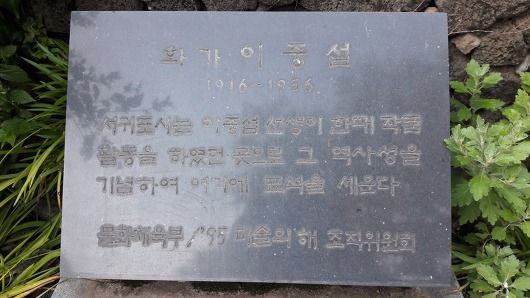 화가 이중섭
1916-1956.
서귀포시는 이중섭 선생이 한때 작품
활동을 하였던 곳으로 그 역사성을
기념하여 여기에 표석을 세운다
문화체육부/'95 미술의 해 조직위원회